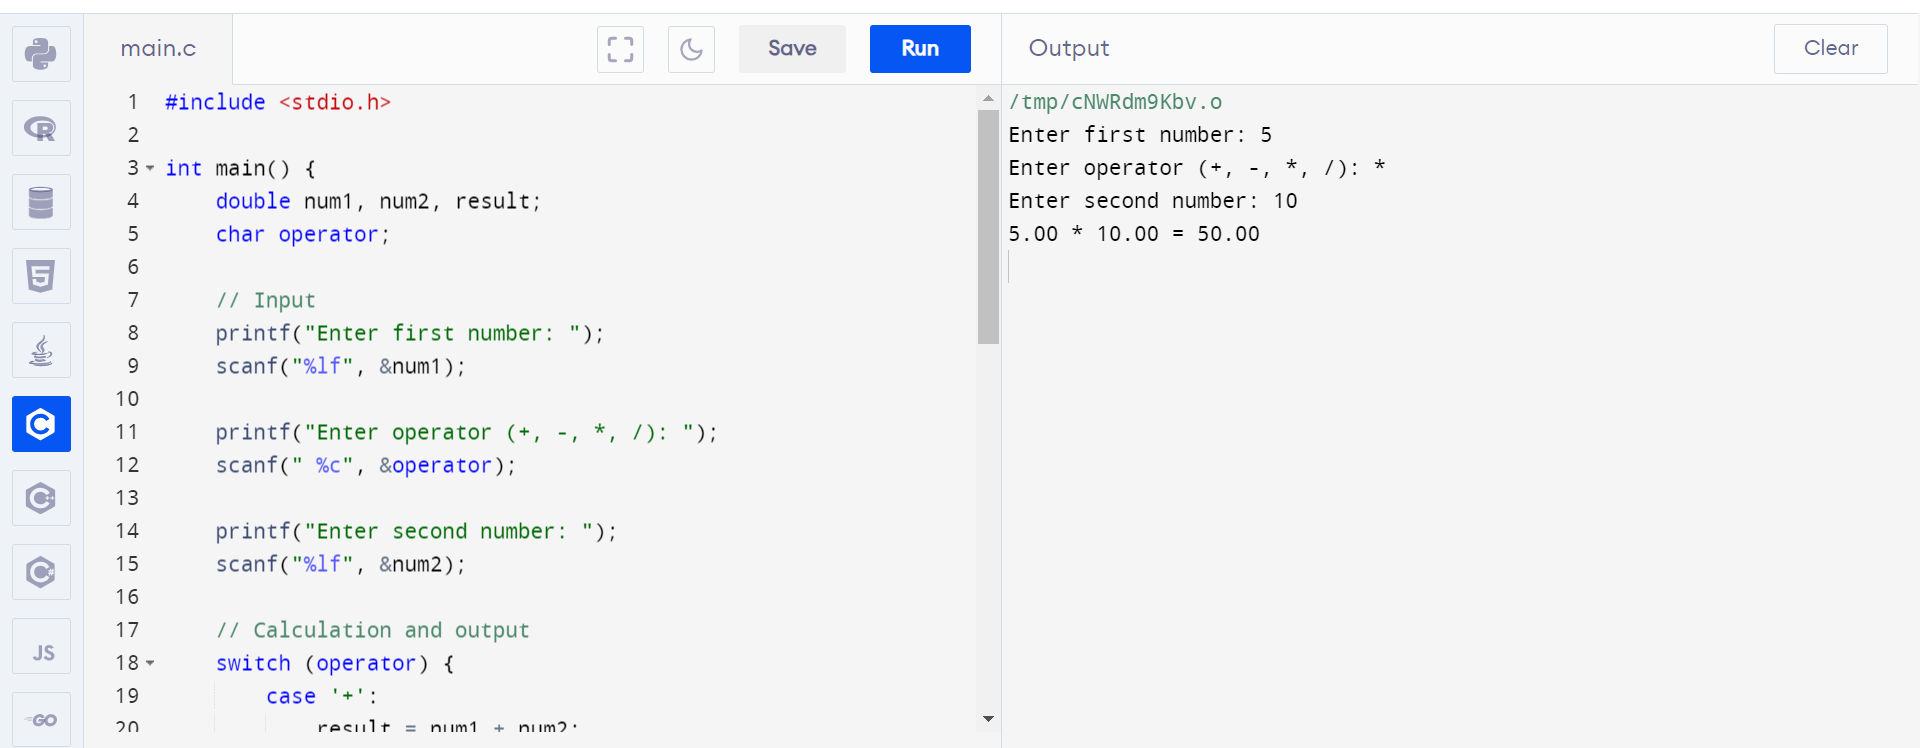 main.c
Save
Run
Output
Clear
1 #include <stdio.h>
2
3 int main() {
4     double num1, num2, result;
5     char operator;
6
7     // Input
8     printf("Enter first number: ");
9     scanf("%lf", &num1);
10
11     printf("Enter operator (+, -, *, /): ");
12     scanf(" %c", &operator);
13
14     printf("Enter second number: ");
15     scanf("%lf", &num2);
16
17     // Calculation and output
18     switch (operator) {
19         case '+':
20             result = num1 + num2;
/tmp/cNWRdm9Kbv.o
Enter first number: 5
Enter operator (+, -, *, /): *
Enter second number: 10
5.00 * 10.00 = 50.00
R
5
C
C
C#
JS
GO